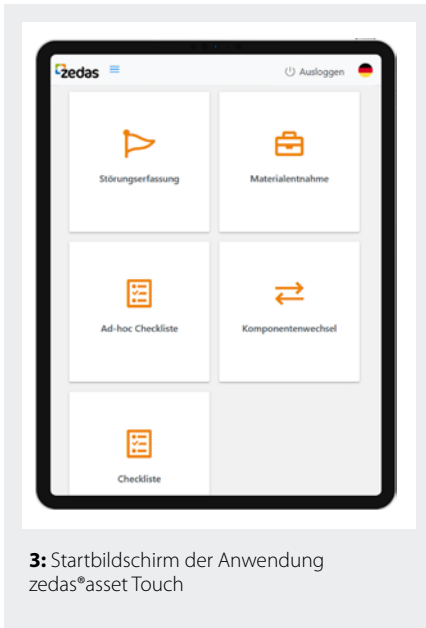 zedas Ausloggen
Störungserfassung Materialentnahme
Ad-hoc Checkliste Komponentenwechsel
Checkliste
3: Startbildschirm der Anwendung
zedas®asset Touch